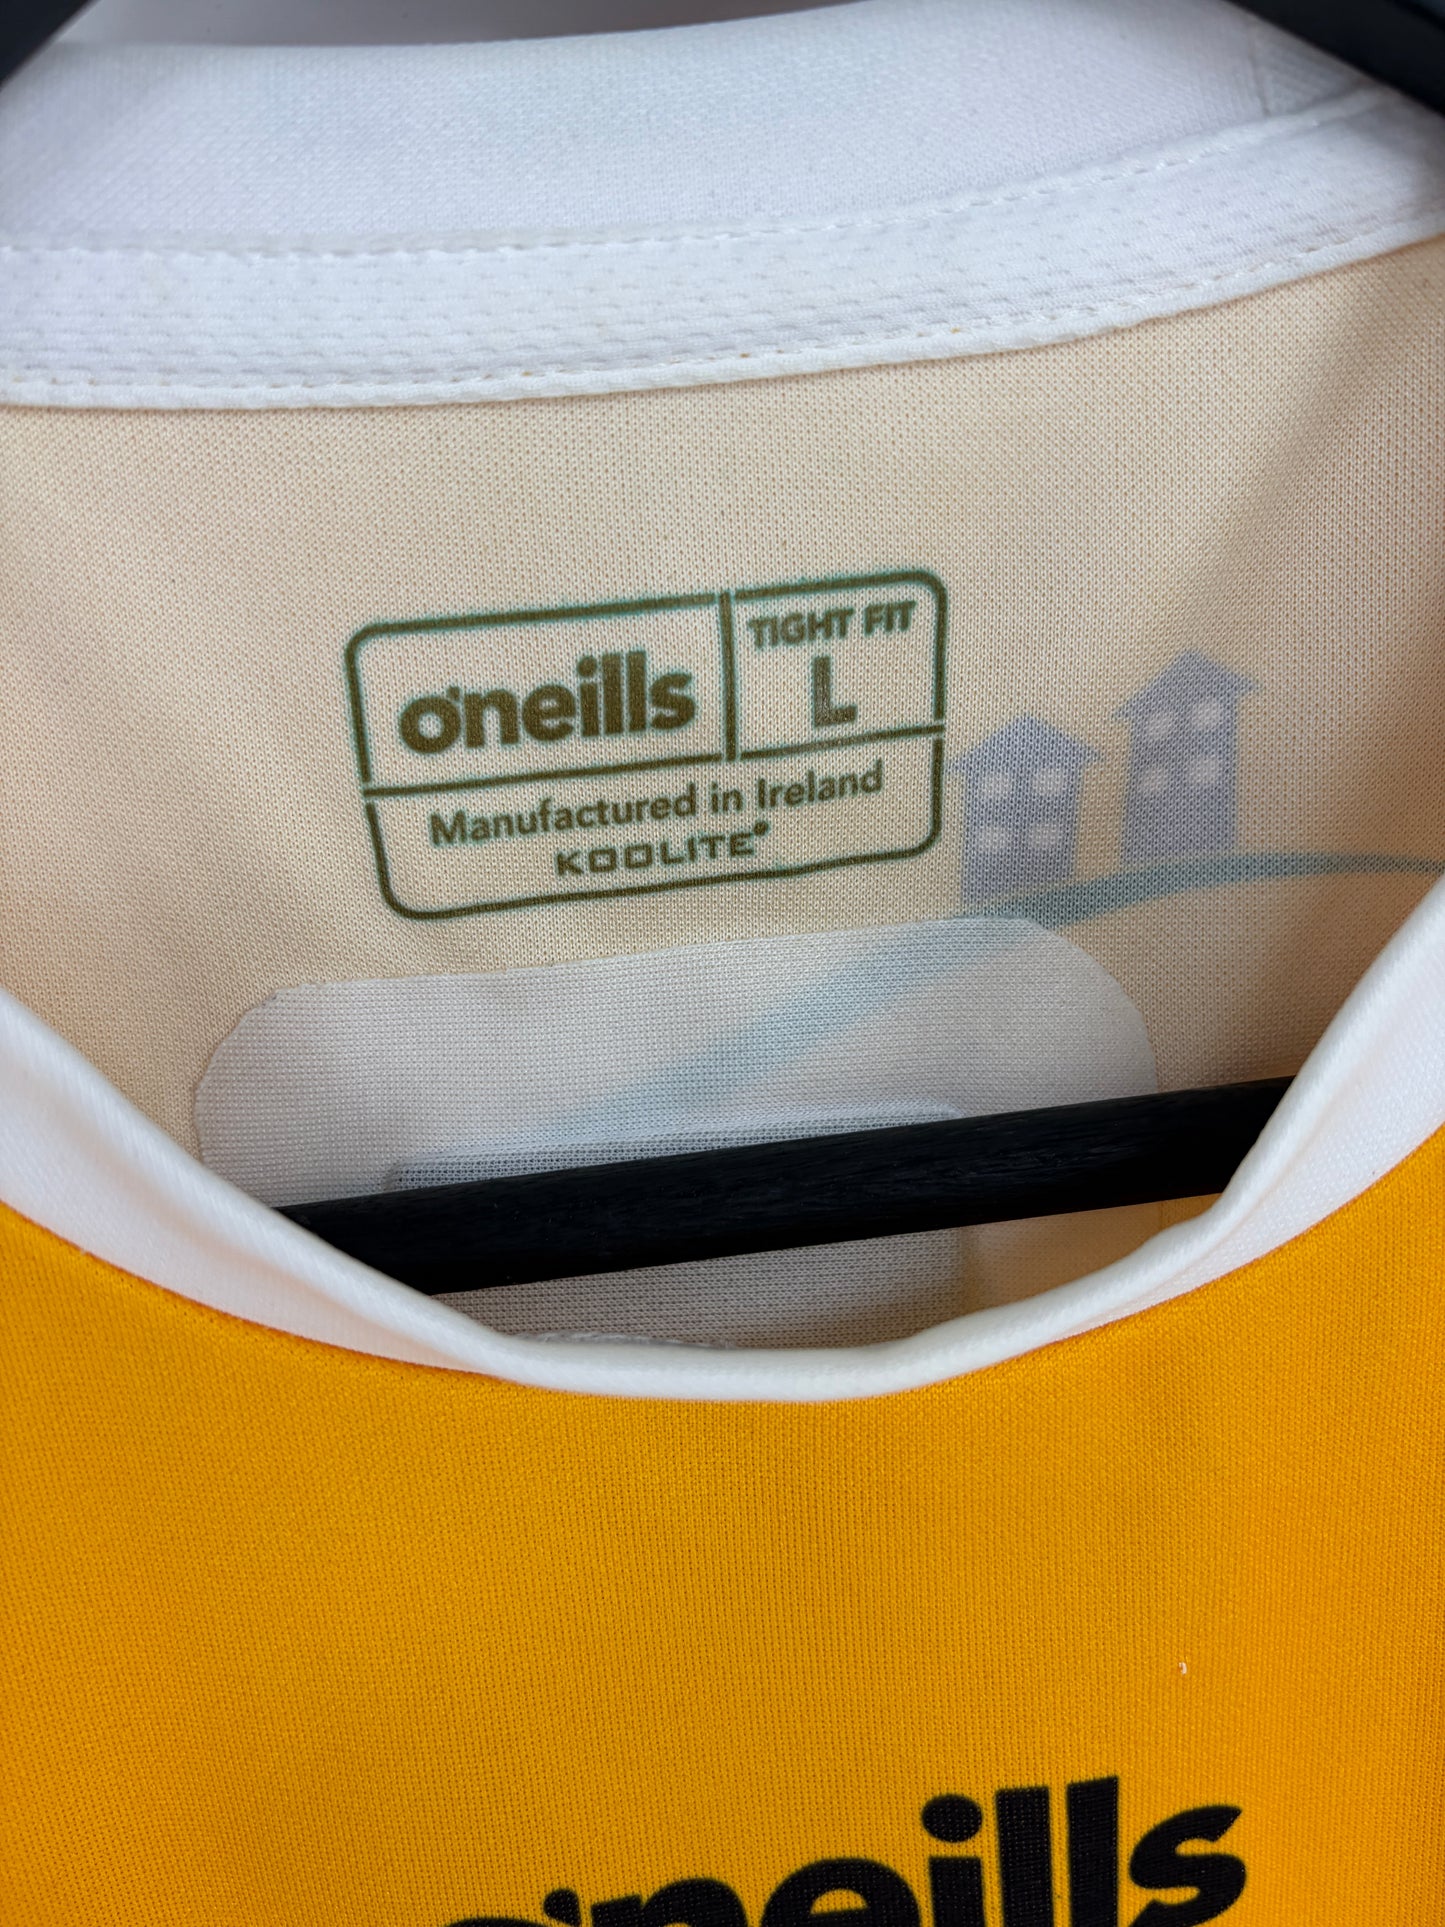 o'neills
TIGHT FIT
L
Manufactured in Ireland
KOOLITE®
o'neills